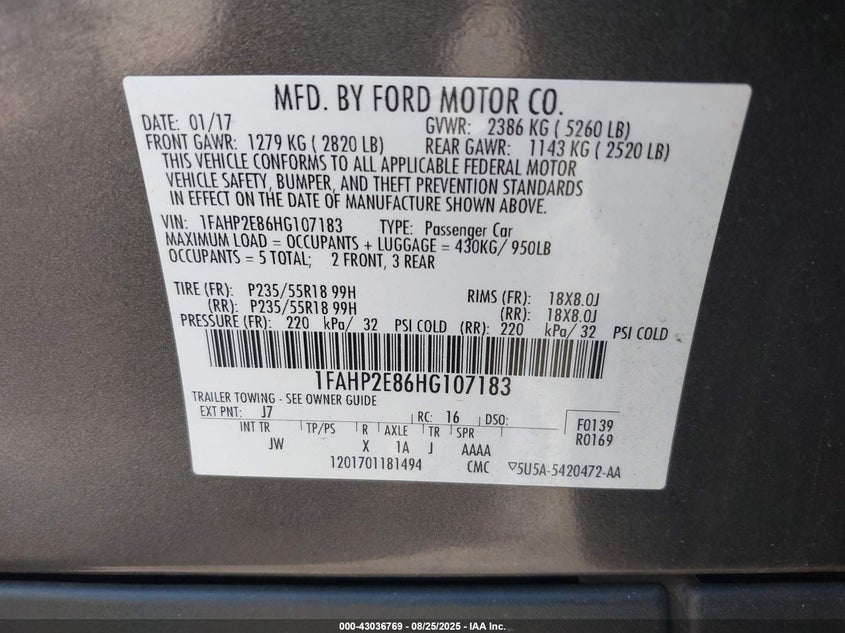 MFD. BY FORD MOTOR CO.
DATE: 01/17 GVWR: 2386 KG ( 5260 LB)
FRONT GAWR: 1279 KG ( 2820 LB) REAR GAWR: 1143 KG ( 2520 LB)
THIS VEHICLE CONFORMS TO ALL APPLICABLE FEDERAL MOTOR
VEHICLE SAFETY, BUMPER, AND THEFT PREVENTION STANDARDS
IN EFFECT ON THE DATE OF MANUFACTURE SHOWN ABOVE.
VIN: 1FAHP2E86HG107183 TYPE: Passenger Car
MAXIMUM LOAD = OCCUPANTS + LUGGAGE = 430KG/ 950LB
OCCUPANTS = 5 TOTAL; 2 FRONT, 3 REAR
TIRE (FR): P235/55R18 99H RIMS (FR): 18X8.0J
(RR): P235/55R18 99H (RR): 18X8.0J
PRESSURE (FR): 220 kPa/ 32 PSI COLD (RR): 220 kPa/ 32 PSI COLD
1FAHP2E86HG107183
TRAILER TOWING - SEE OWNER GUIDE
EXT PNT: J7 RC: 16 DSO: F0139
INT TR TP/PS R AXLE TR SPR R0169
JW X 1A J AAAA
1201701181494 CMC ▽5U5A-5420472-AA
000-43036769 - 08/25/2025 - IAA Inc.